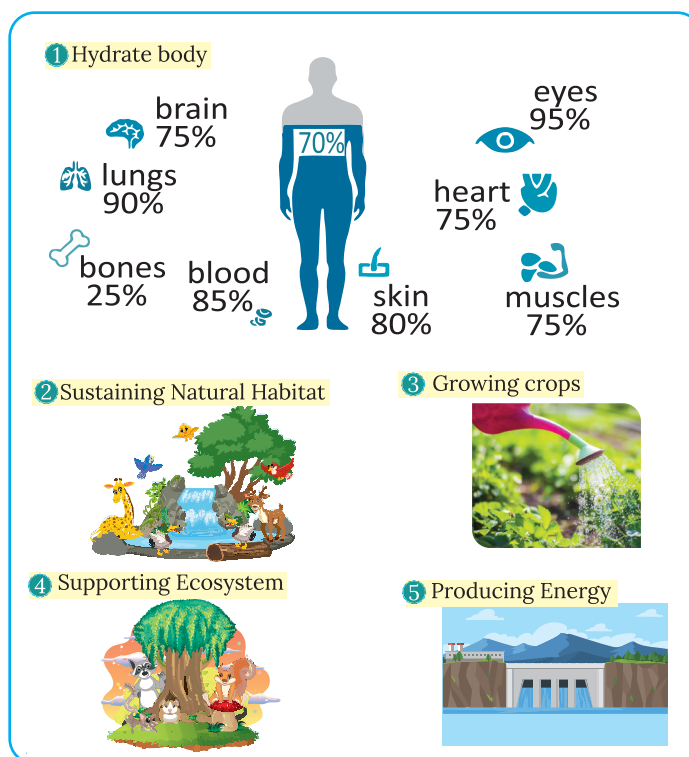 1 Hydrate body
brain
75%
lungs
90%
bones
25%
blood
85%
70%
eyes
95%
heart
75%
skin
80%
muscles
75%
2 Sustaining Natural Habitat
3 Growing crops
4 Supporting Ecosystem
5 Producing Energy